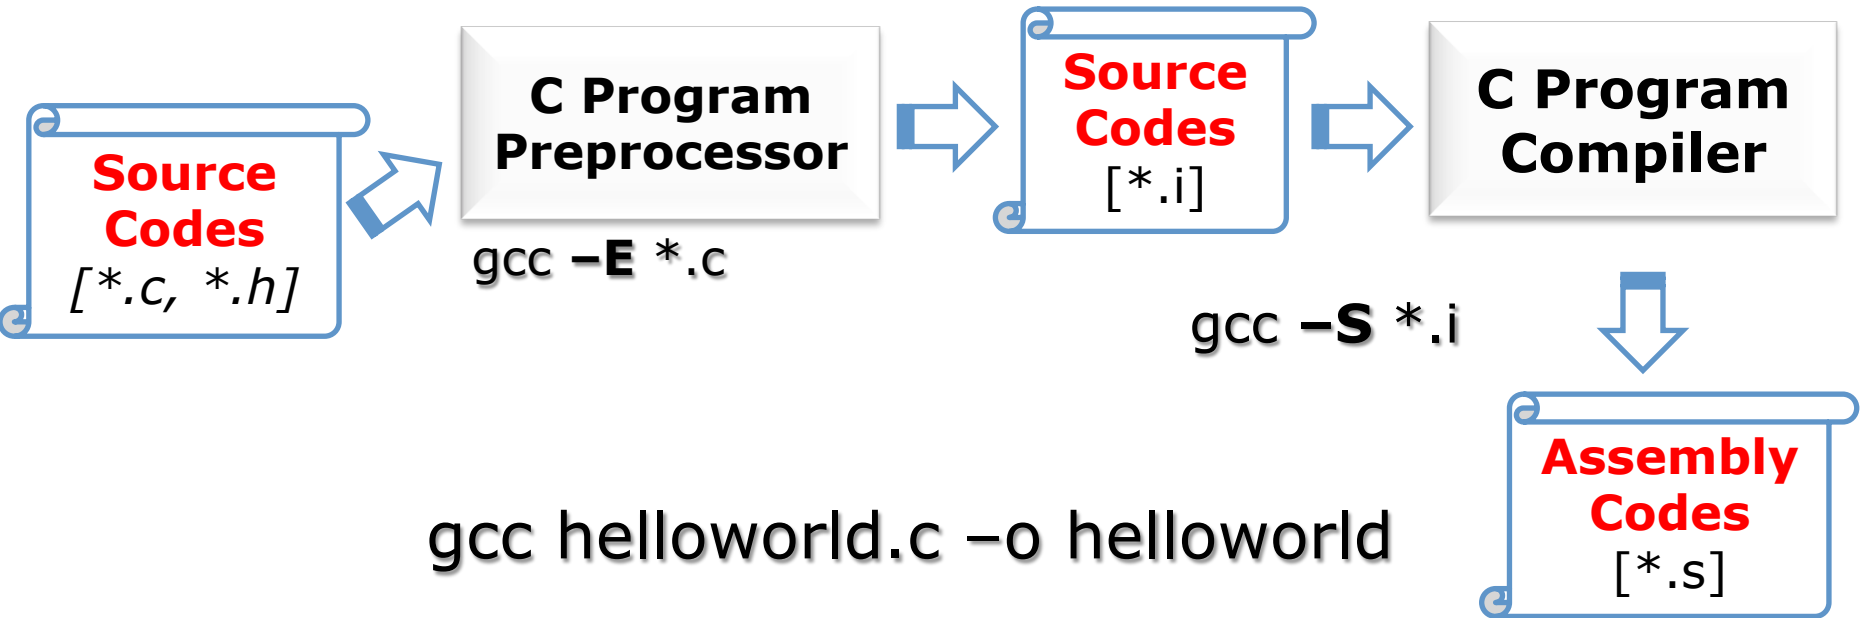 Source
Codes
[*.c, *.h]
C Program
Preprocessor
gcc –E *.c
Source
Codes
[*.i]
C Program
Compiler
gcc –S *.i
Assembly
Codes
[*.s]
gcc helloworld.c –o helloworld